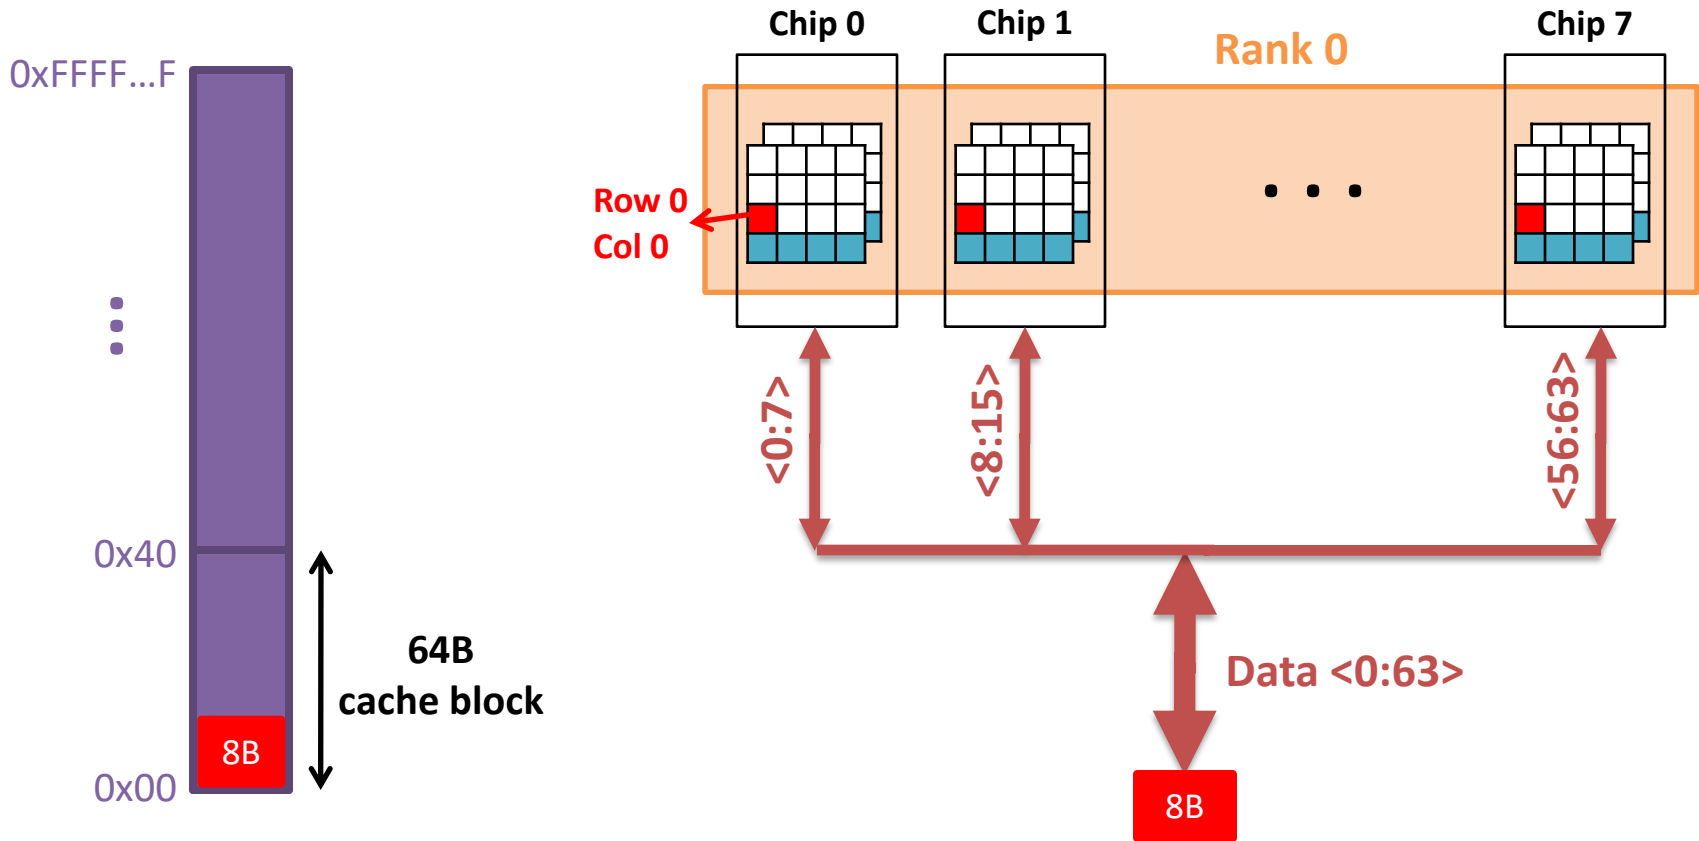 Chip 0
Chip 1
Chip 7
Rank 0
0xFFFF...F
Row 0
Col 0
<0:7>
<8:15>
<56:63>
0x40
64B
cache block
Data <0:63>
8B
0x00
8B